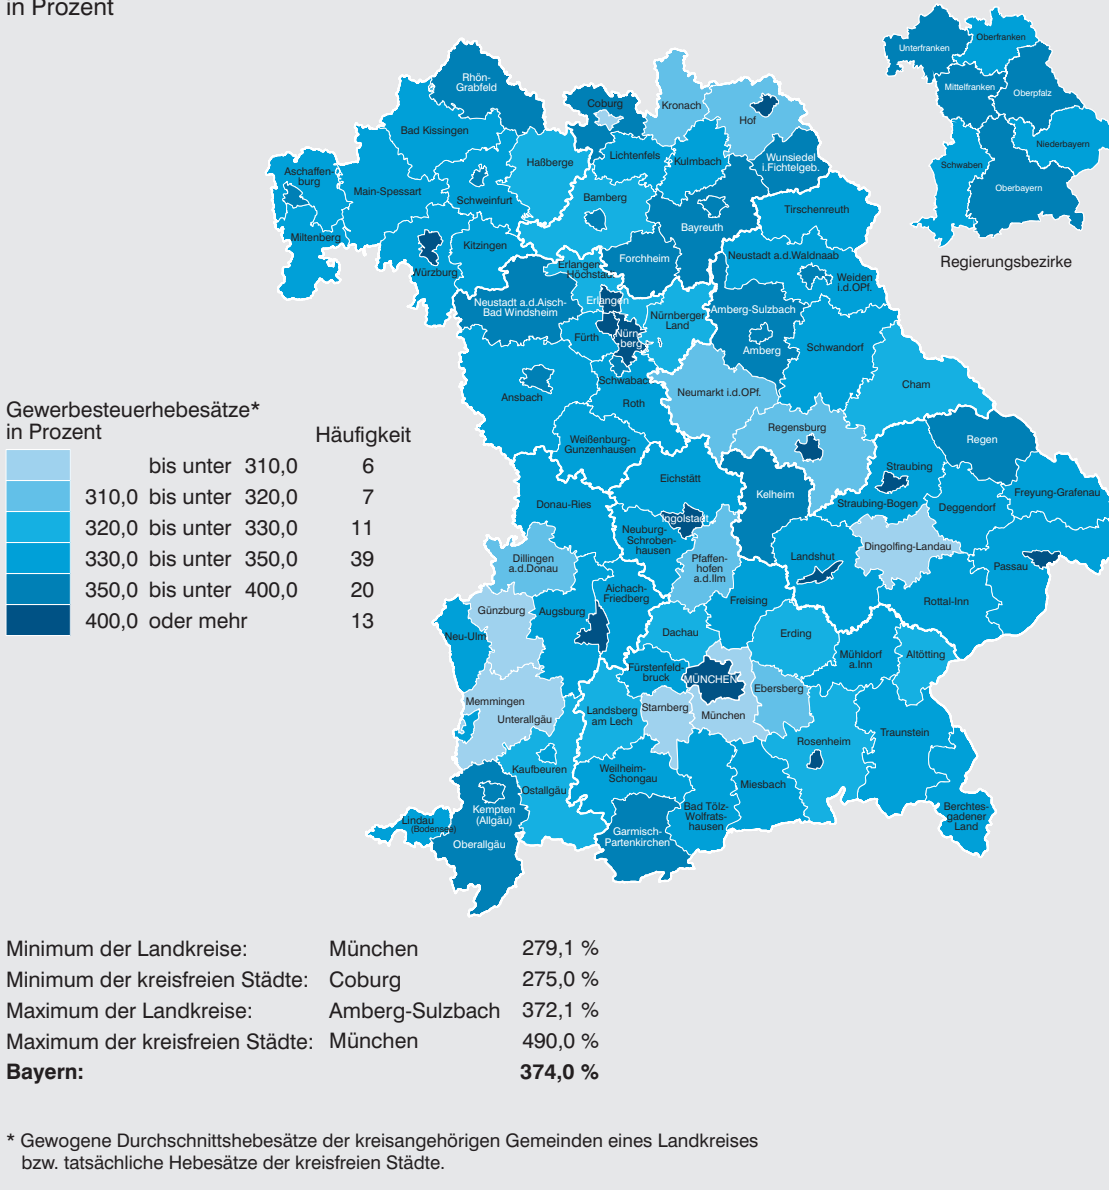 in Prozent
Unterfranken
Oberfranken
Mittelfranken
Oberpfalz
Niederbayern
Schwaben
Oberbayern
Regierungsbezirke
Rhön-
Grabfeld
Coburg
Kronach
Hof
Bad Kissingen
Lichtenfels
Kulmbach
Wunsiedel
i.Fichtelgeb.
Haßberge
Aschaffen-
burg
Main-Spessart
Schweinfurt
Bamberg
Bayreuth
Tirschenreuth
Miltenberg
Würzburg
Kitzingen
Forchheim
Neustadt a.d.Waldnaab
Erlangen-
Höchstadt
Weiden
i.d.OPf.
Neustadt a.d.Aisch-
Bad Windsheim
Erlangen
Nürnberger
Land
Amberg-Sulzbach
Fürth
Nürn-
berg
Amberg
Schwandorf
Ansbach
Schwabach
Roth
Neumarkt i.d.OPf.
Cham
Weißenburg-
Gunzenhausen
Regensburg
Regen
Gewerbesteuerhebesätze*
in Prozent
Häufigkeit
bis unter 310,0 6
310,0 bis unter 320,0 7
320,0 bis unter 330,0 11
330,0 bis unter 350,0 39
350,0 bis unter 400,0 20
400,0 oder mehr 13
Eichstätt
Straubing
Donau-Ries
Kelheim
Straubing-Bogen
Deggendorf
Freyung-Grafenau
Ingolstadt
Neuburg-
Schroben-
hausen
Dingolfing-Landau
Dillingen
a.d.Donau
Pfaffen-
hofen
a.d.Ilm
Landshut
Passau
Aichach-
Friedberg
Günzburg
Augsburg
Freising
Rottal-Inn
Neu-Ulm
Dachau
Erding
Mühldorf
a.Inn
Altötting
Fürstenfeld-
bruck
MÜNCHEN
Ebersberg
Memmingen
Unterallgäu
Landsberg
am Lech
Starnberg
München
Rosenheim
Traunstein
Kaufbeuren
Ostallgäu
Weilheim-
Schongau
Miesbach
Kempten
(Allgäu)
Bad Tölz-
Wolfrats-
hausen
Berchtes-
gadener
Land
Lindau
(Bodensee)
Oberallgäu
Garmisch-
Partenkirchen
Minimum der Landkreise: München 279,1 %
Minimum der kreisfreien Städte: Coburg 275,0 %
Maximum der Landkreise: Amberg-Sulzbach 372,1 %
Maximum der kreisfreien Städte: München 490,0 %
Bayern: 374,0 %
* Gewogene Durchschnittshebesätze der kreisangehörigen Gemeinden eines Landkreises
bzw. tatsächliche Hebesätze der kreisfreien Städte.